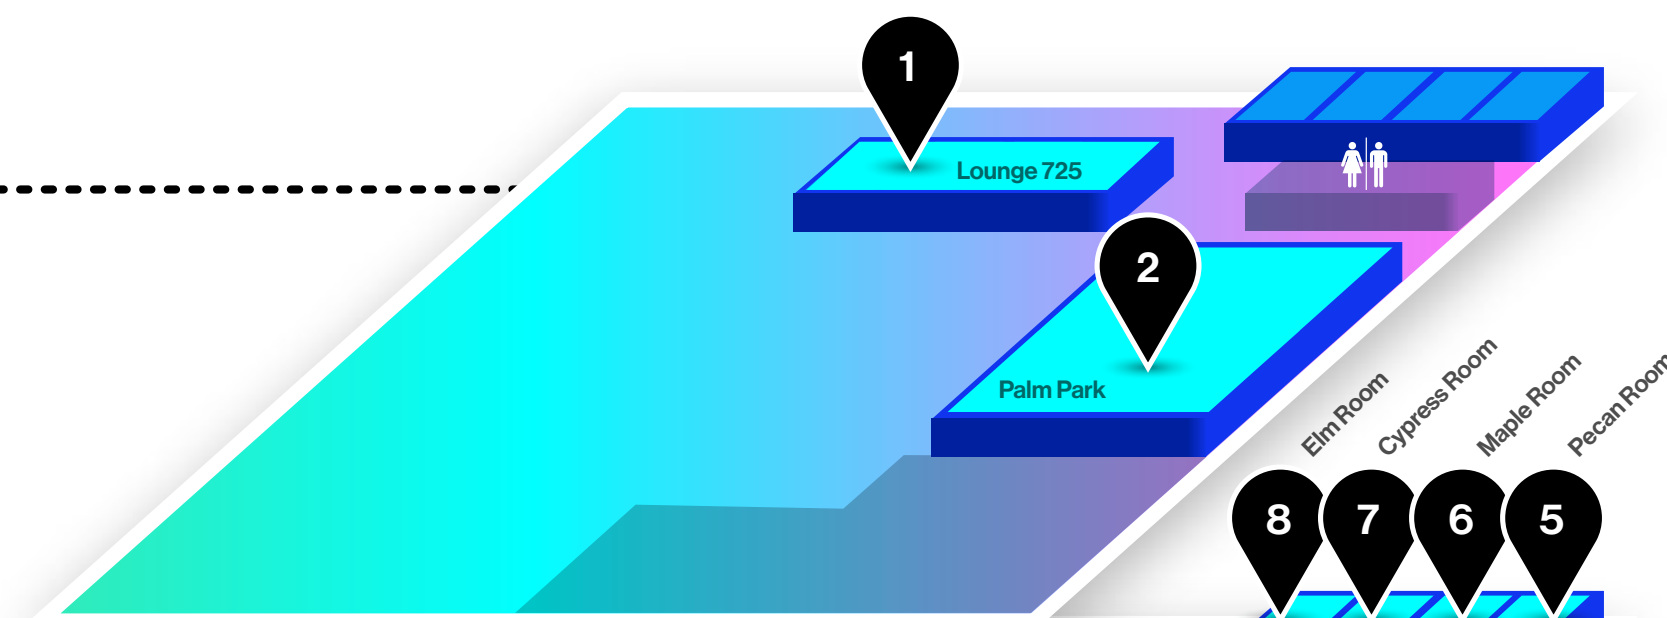 1
Lounge 725
2
Palm Park
Elm Room
Cypress Room
Maple Room
Pecan Room
8
7
6
5